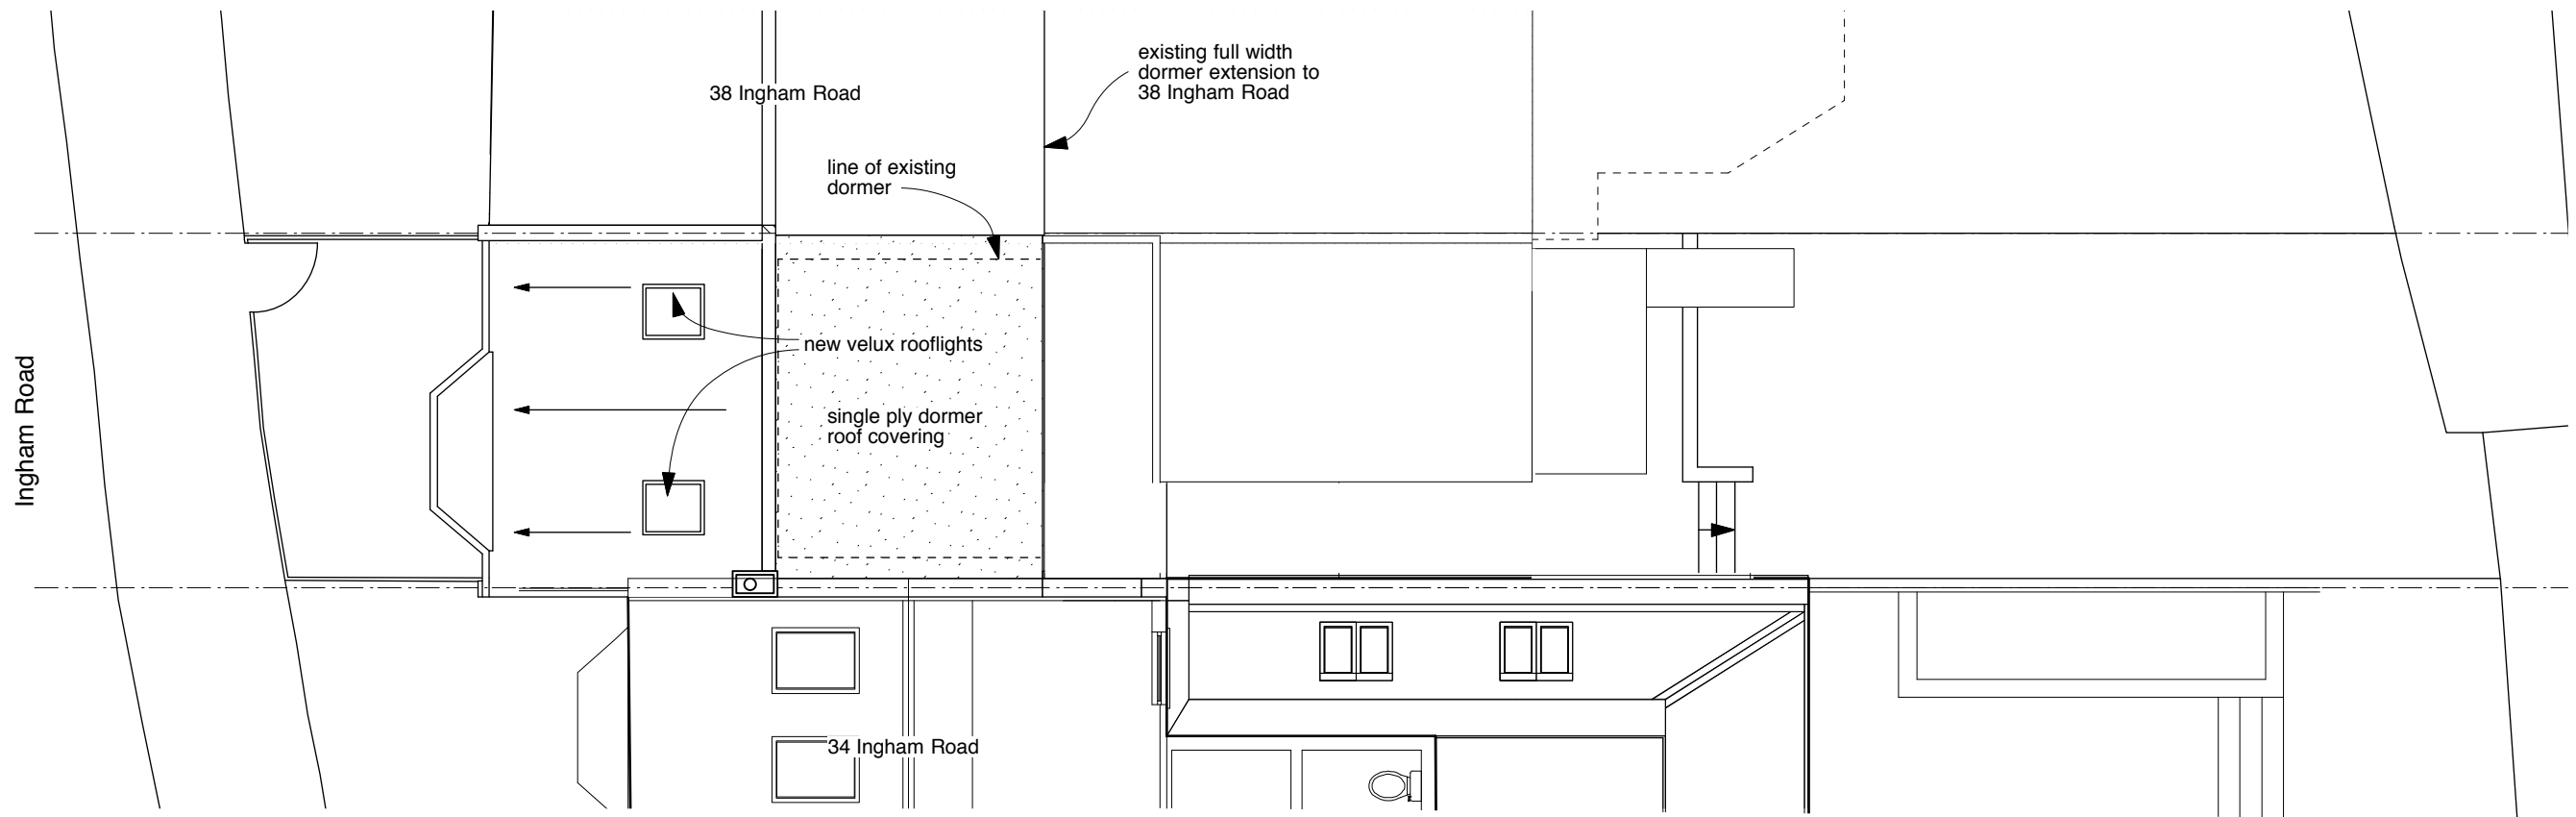 existing full width
dormer extension to
38 Ingham Road
38 Ingham Road
line of existing
dormer
new velux rooflights
Ingham Road
single ply dormer
roof covering
34 Ingham Road